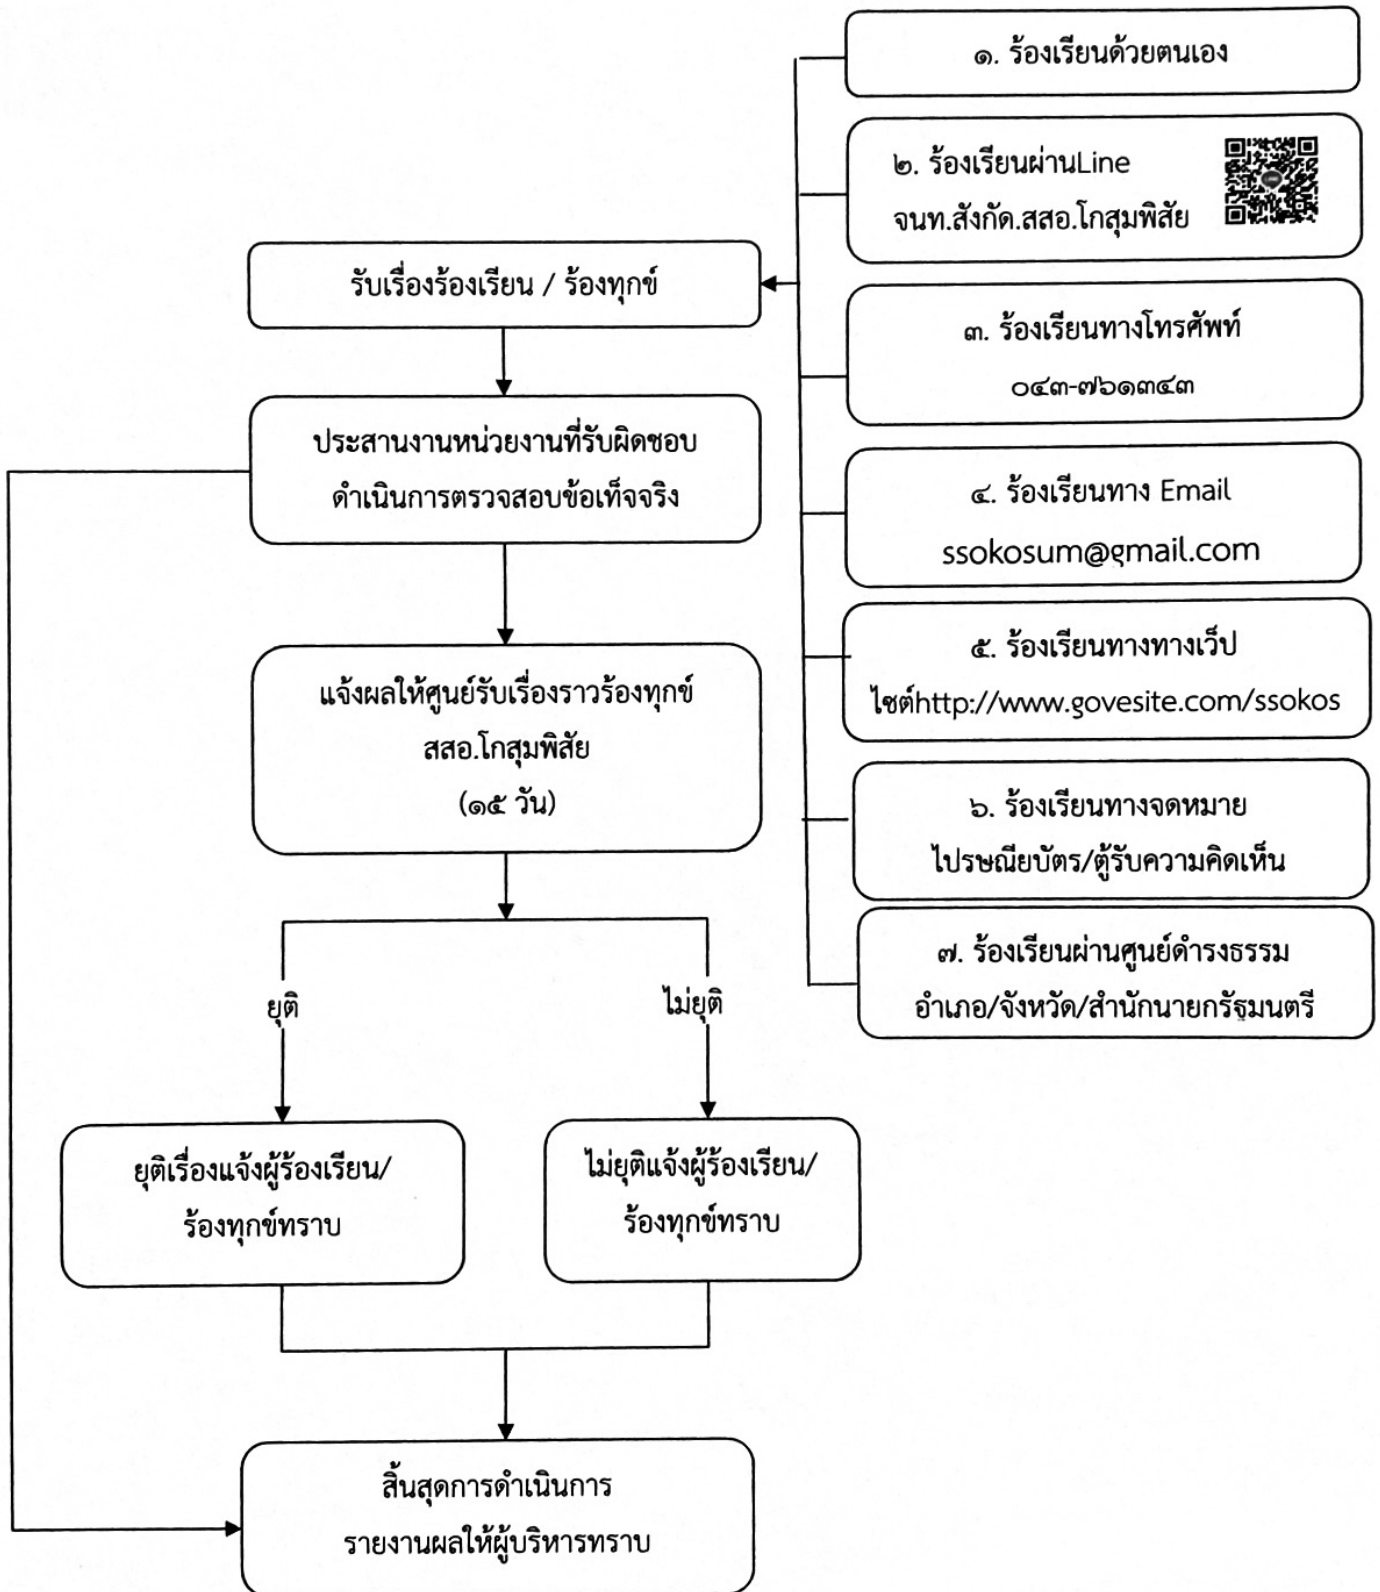 ๑. ร้องเรียนด้วยตนเอง
๒. ร้องเรียนผ่านLine
จนท.สังกัด.สสอ.โกสุมพิสัย
รับเรื่องร้องเรียน / ร้องทุกข์
๓. ร้องเรียนทางโทรศัพท์
๐๔๓-๗๖๑๓๔๓
ประสานงานหน่วยงานที่รับผิดชอบ
ดำเนินการตรวจสอบข้อเท็จจริง
๔. ร้องเรียนทาง Email
ssokosum@gmail.com
๕. ร้องเรียนทางทางเว็ป
ไซต์http://www.govesite.com/ssokos
แจ้งผลให้ศูนย์รับเรื่องราวร้องทุกข์
สสอ.โกสุมพิสัย
(๑๕ วัน)
๖. ร้องเรียนทางจดหมาย
ไปรษณียบัตร/ตู้รับความคิดเห็น
๗. ร้องเรียนผ่านศูนย์ดำรงธรรม
อำเภอ/จังหวัด/สำนักนายกรัฐมนตรี
ยุติ
ไม่ยุติ
ยุติเรื่องแจ้งผู้ร้องเรียน/
ร้องทุกข์ทราบ
ไม่ยุติแจ้งผู้ร้องเรียน/
ร้องทุกข์ทราบ
สิ้นสุดการดำเนินการ
รายงานผลให้ผู้บริหารทราบ